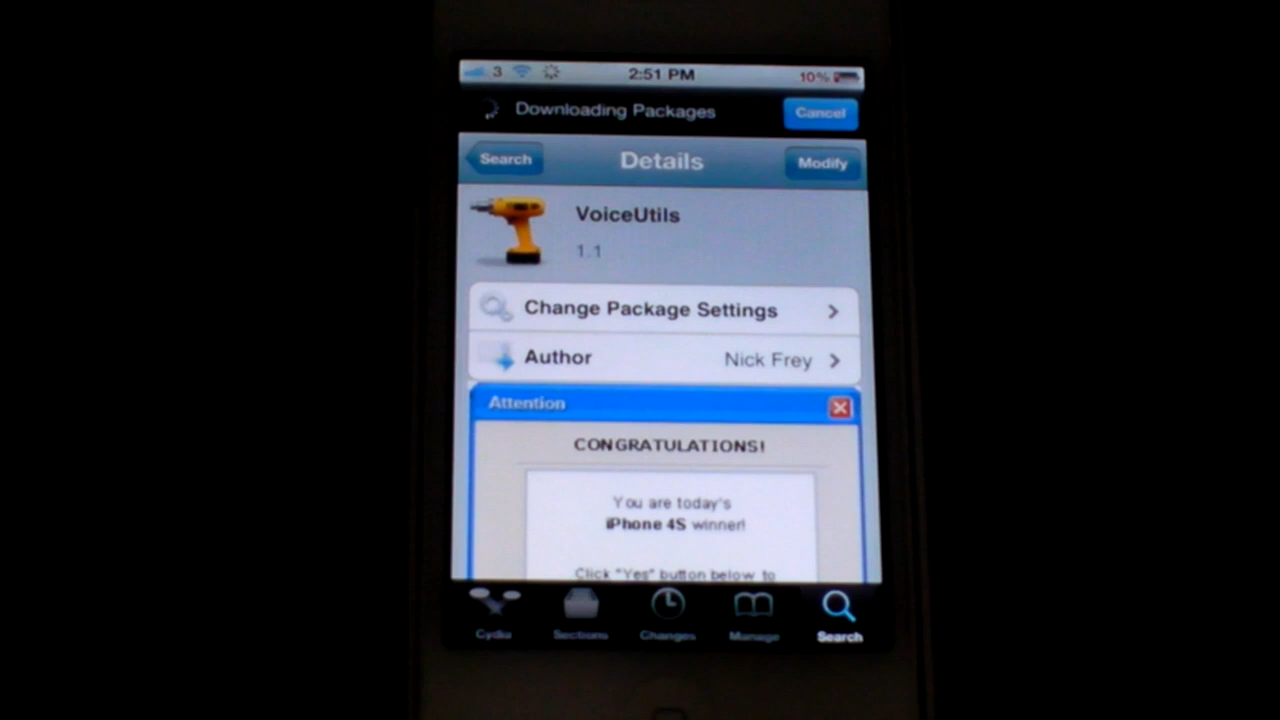 3 2:51 PM 10%
Downloading Packages Cancel
Search Details Modify
VoiceUtils
1.1
Change Package Settings
Author Nick Frey
Attention
CONGRATULATIONS!
You are today's
iPhone 4S winner!
Click "Yes" button below to
Cydia Sections Changes Manage Search